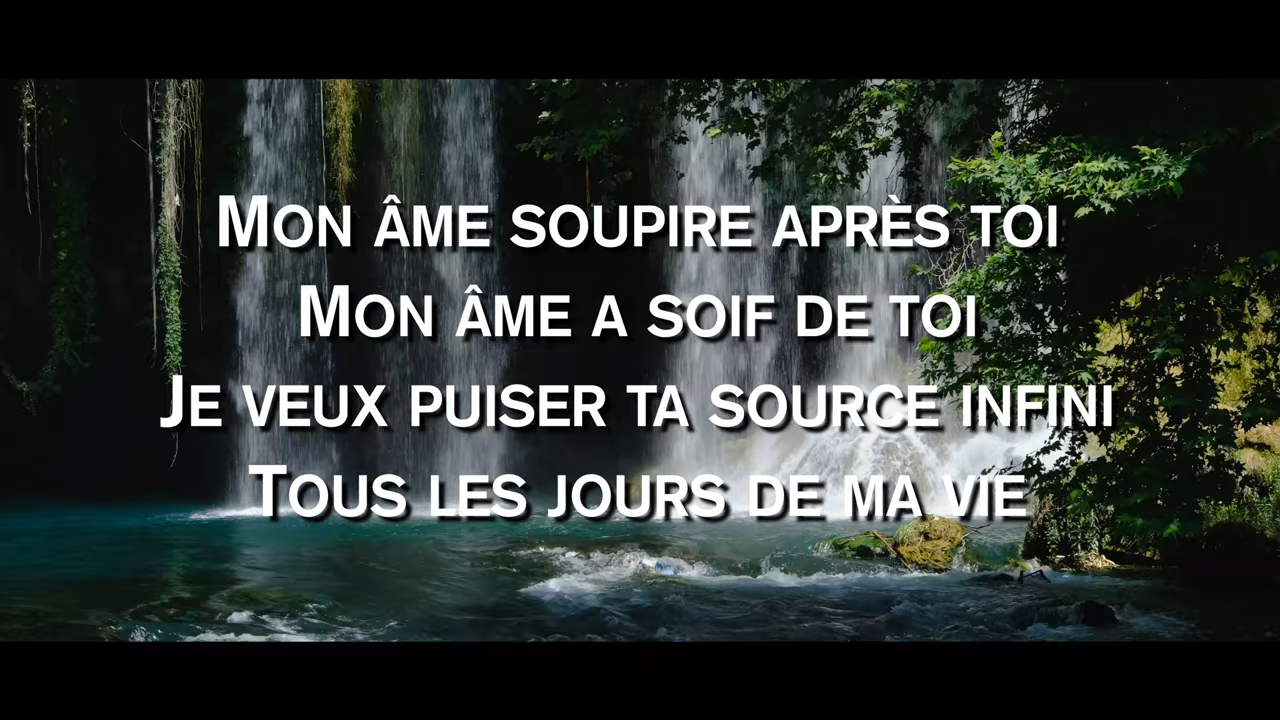 Mon âme soupire après toi
Mon âme a soif de toi
Je veux puiser ta source infini
Tous les jours de ma vie